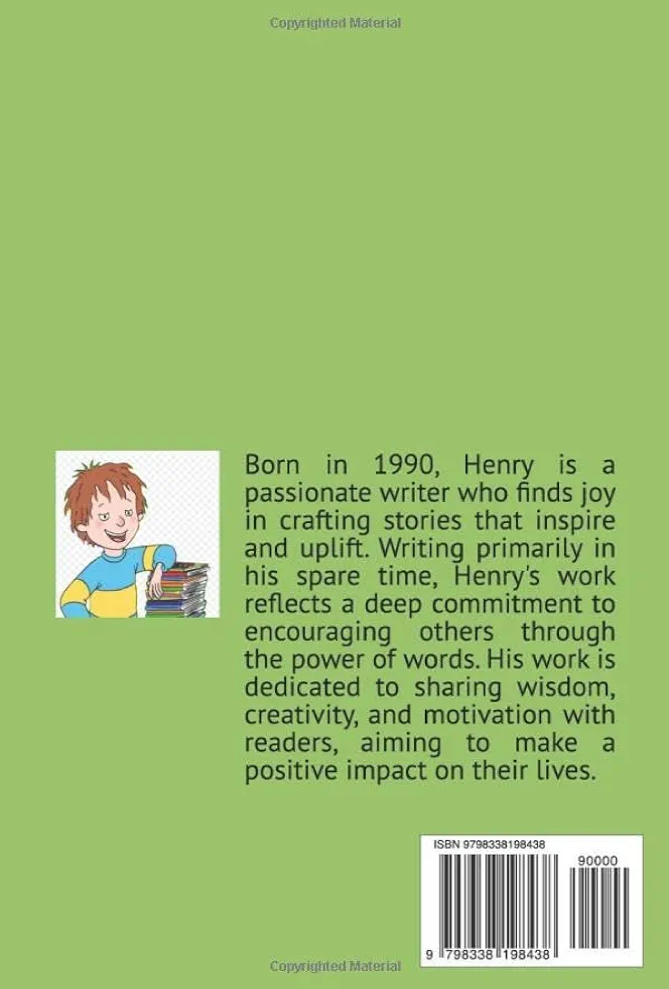 Copyrighted Material
Born in 1990, Henry is a
passionate writer who finds joy
in crafting stories that inspire
and uplift. Writing primarily in
his spare time, Henry's work
reflects a deep commitment to
encouraging others through
the power of words. His work is
dedicated to sharing wisdom,
creativity, and motivation with
readers, aiming to make a
positive impact on their lives.
ISBN 9798338198438
90000
9 798338 198438
Copyrighted Material